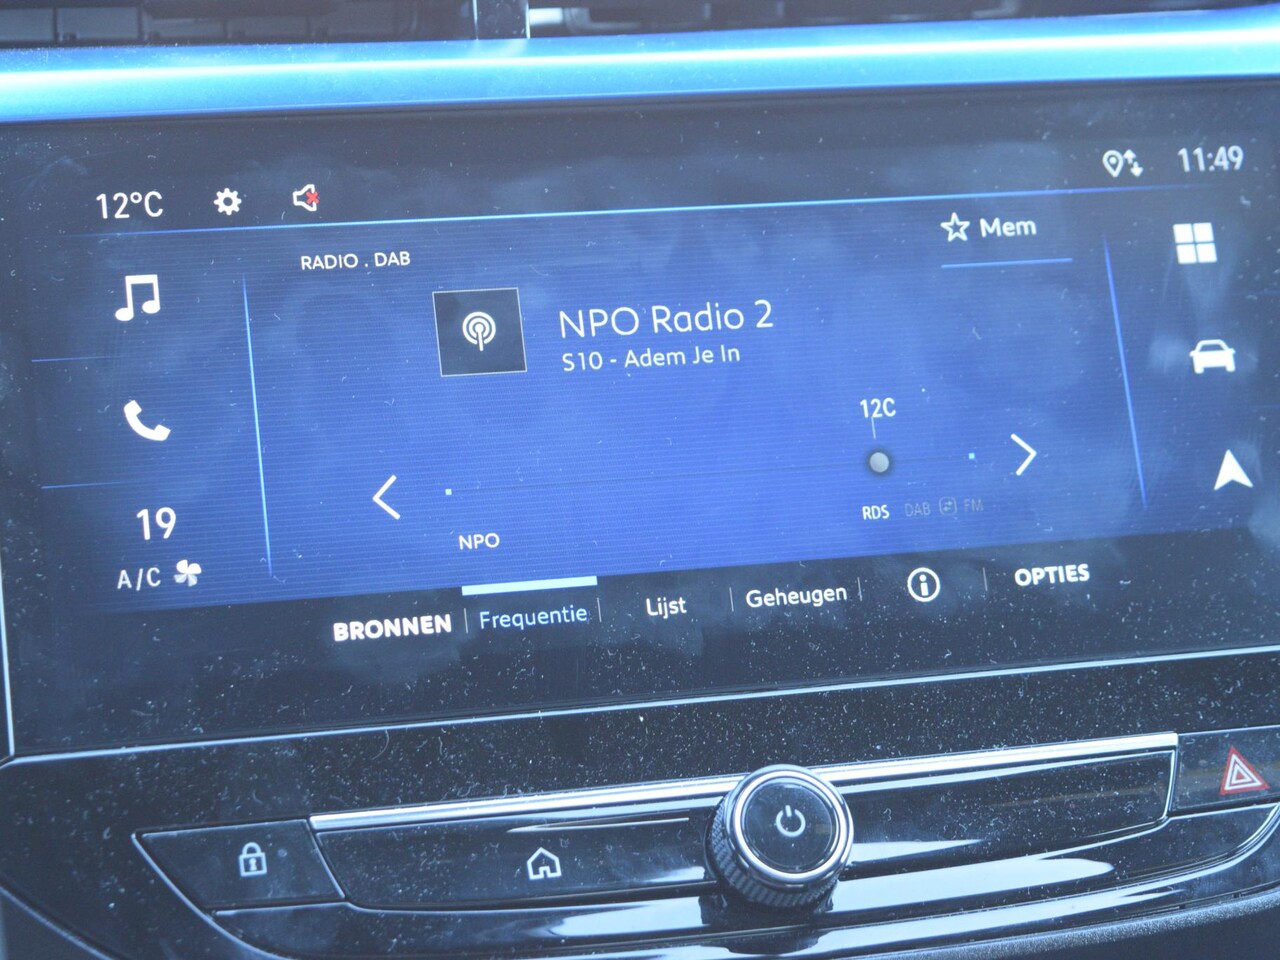 12°C
11:49
Mem
RADIO . DAB
NPO Radio 2
S10 - Adem Je In
12C
19
A/C
RDS DAB FM
NPO
BRONNEN Frequentie Lijst Geheugen i OPTIES